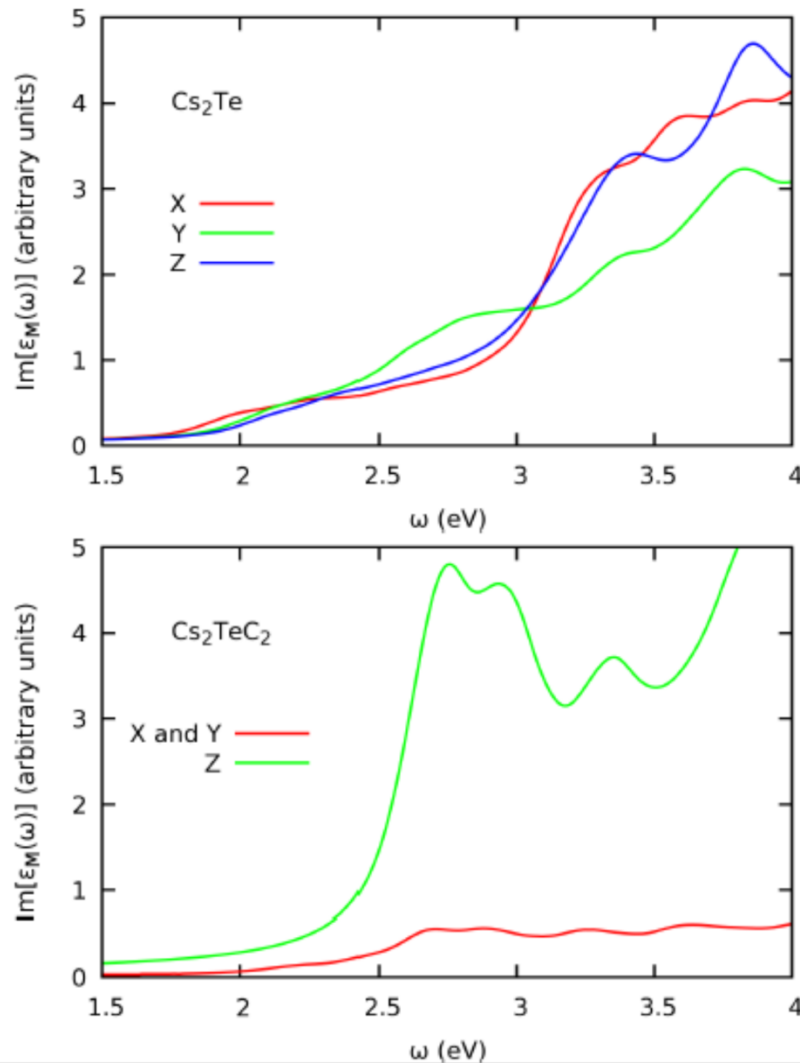 5
4
3
2
1
0
Im[ε_M(ω)] (arbitrary units)
Cs₂Te
X
Y
Z
1.5 2 2.5 3 3.5 4
ω (eV)
5
4
3
2
1
0
Im[ε_M(ω)] (arbitrary units)
Cs₂TeC₂
X and Y
Z
1.5 2 2.5 3 3.5 4
ω (eV)